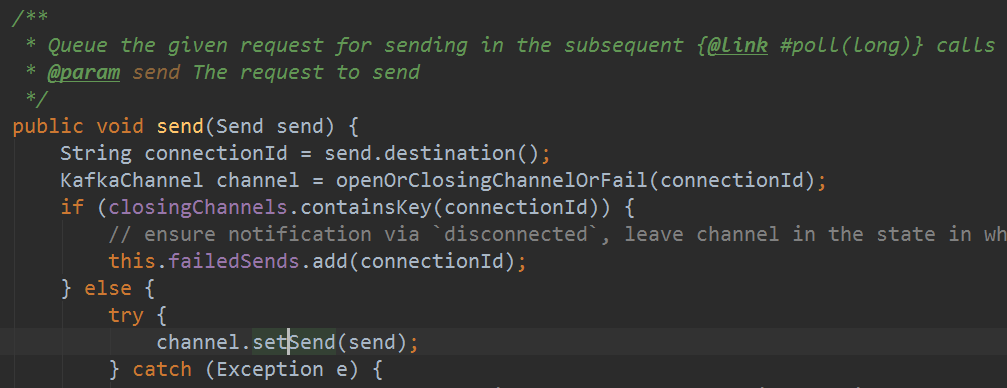 /**
 * Queue the given request for sending in the subsequent {@link #poll(long)} calls
 * @param send The request to send
 */
public void send(Send send) {
    String connectionId = send.destination();
    KafkaChannel channel = openOrClosingChannelOrFail(connectionId);
    if (closingChannels.containsKey(connectionId)) {
        // ensure notification via `disconnected`, leave channel in the state in wh
        this.failedSends.add(connectionId);
    } else {
        try {
            channel.setSend(send);
        } catch (Exception e) {